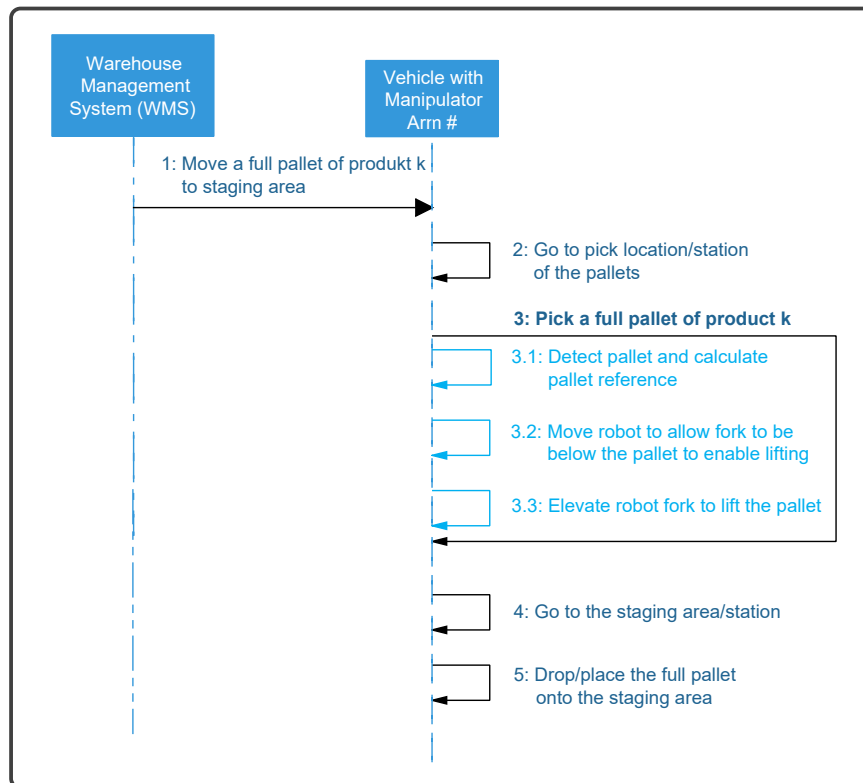 Warehouse
Management
System (WMS)
Vehicle with
Manipulator
Arrn #
1: Move a full pallet of produkt k
to staging area
2: Go to pick location/station
of the pallets
3: Pick a full pallet of product k
3.1: Detect pallet and calculate
pallet reference
3.2: Move robot to allow fork to be
below the pallet to enable lifting
3.3: Elevate robot fork to lift the pallet
4: Go to the staging area/station
5: Drop/place the full pallet
onto the staging area